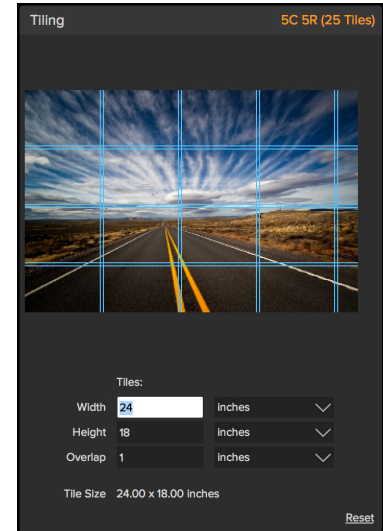 Tiling 5C 5R (25 Tiles)
Tiles:
Width 24 inches
Height 18 inches
Overlap 1 inches
Tile Size 24.00 x 18.00 inches
Reset